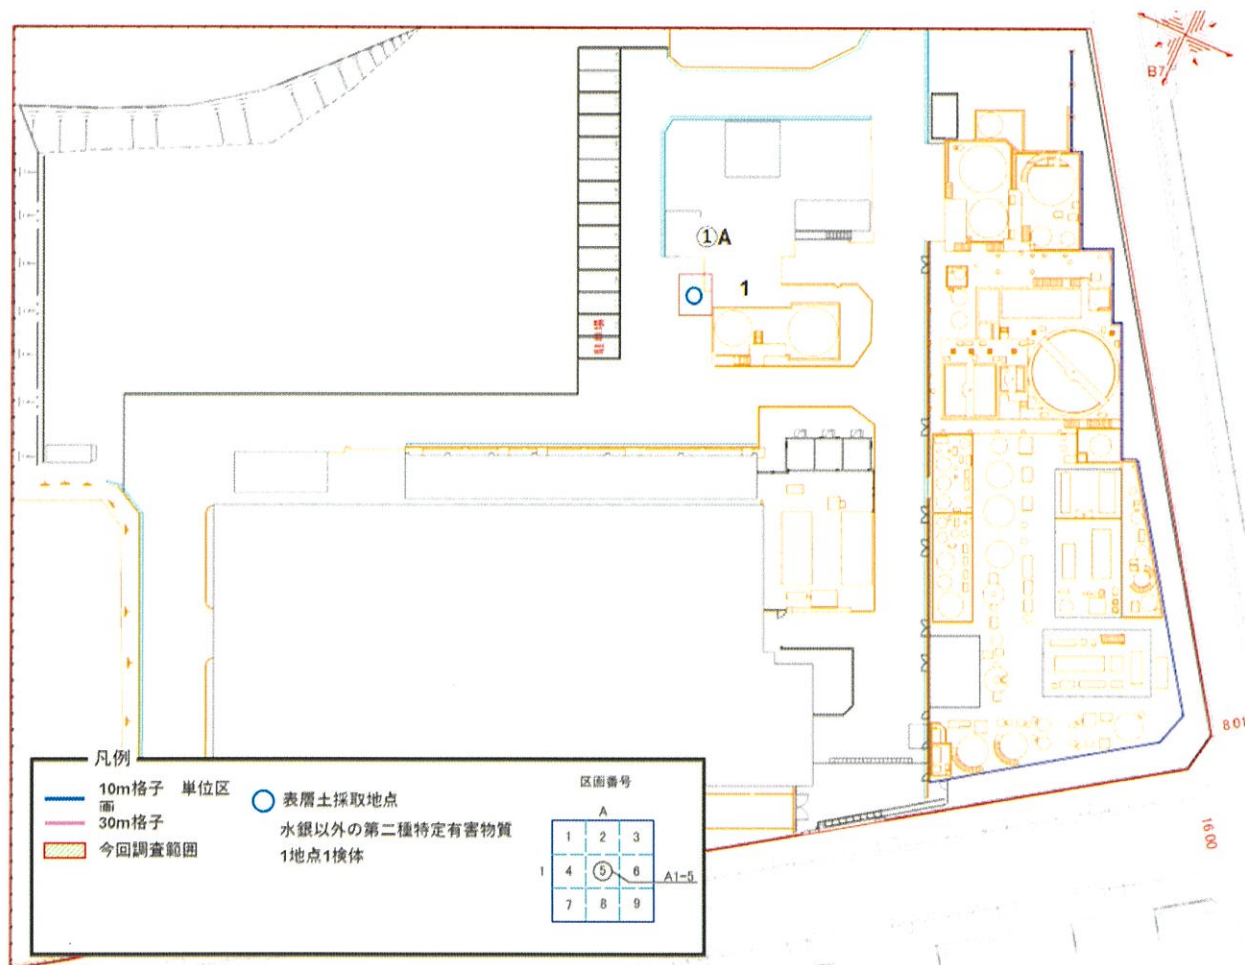 B7
①A
1
8.01
16.00
凡例
10m格子　単位区
画
30m格子
今回調査範囲
表層土採取地点
水銀以外の第二種特定有害物質
1地点1検体
区画番号
A
1 2 3
1 4 5 6 A1-5
7 8 9